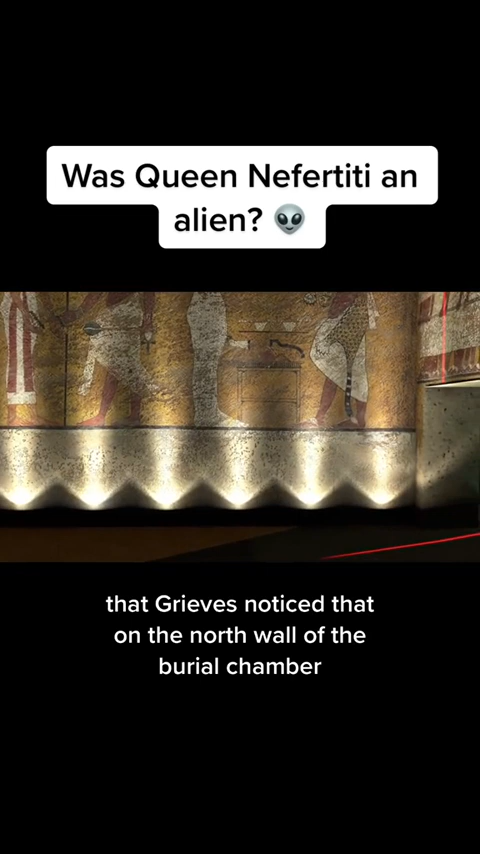 Was Queen Nefertiti an
alien? 👽
that Grieves noticed that
on the north wall of the
burial chamber